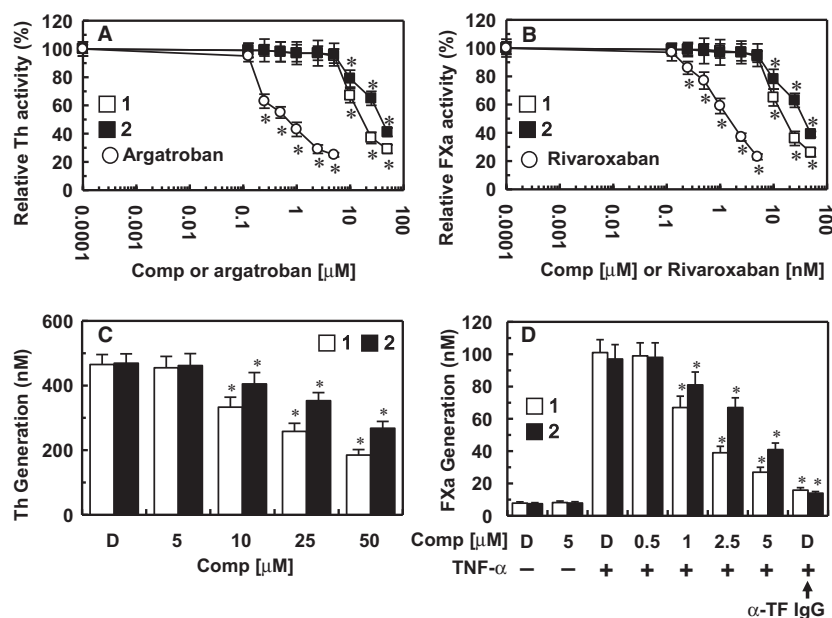 A
Relative Th activity (%)
120
100
80
60
40
20
0
1
2
Argatroban
* * * * * * * * * * * *
0.0001
0.001
0.01
0.1
1
10
100
Comp or argatroban [μM]
B
Relative FXa activity (%)
120
100
80
60
40
20
0
1
2
Rivaroxaban
* * * * * * * * * * *
0.0001
0.001
0.01
0.1
1
10
100
Comp [μM] or Rivaroxaban [nM]
C
Th Generation (nM)
600
400
200
0
1 2
* * * * * *
D 5 10 25 50
Comp [μM]
D
FXa Generation (nM)
120
100
80
60
40
20
0
1
2
* * * * * * * *
Comp [μM] D 5 D 0.5 1 2.5 5 D
TNF-α – – + + + + + +
α-TF IgG